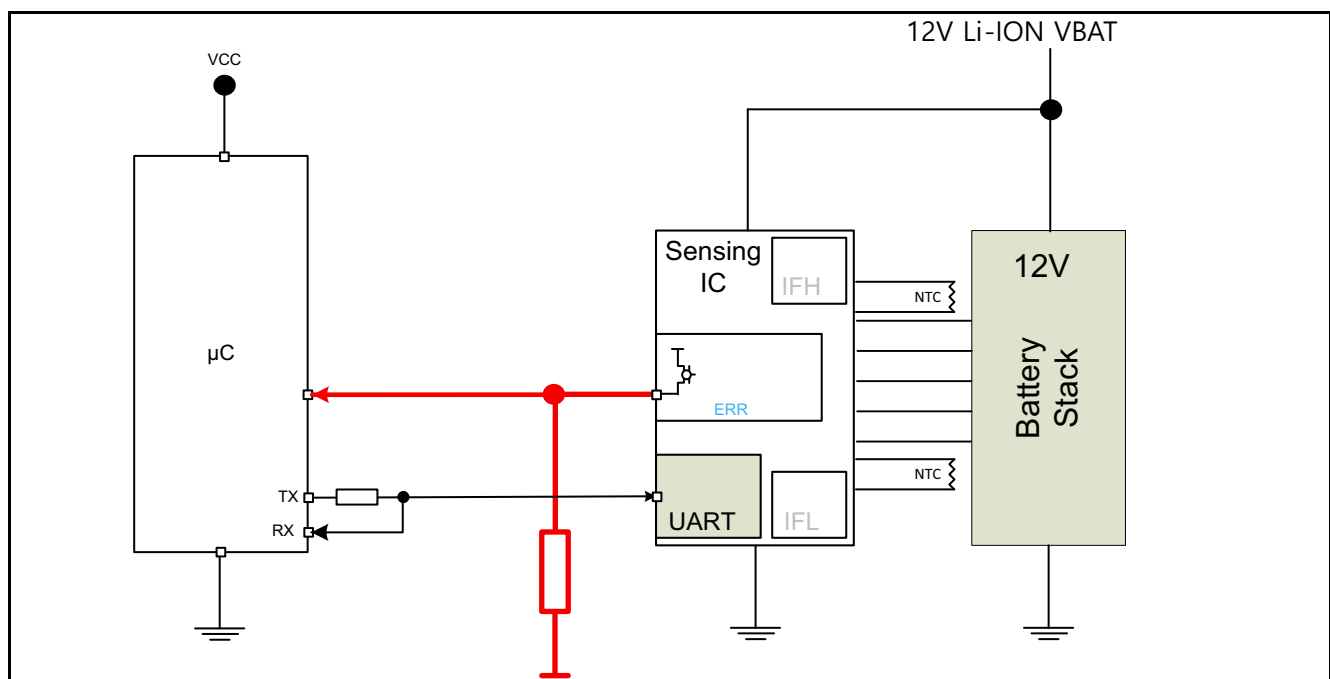 12V Li-ION VBAT
VCC
Sensing
IC
IFH
12V
NTC
µC
Battery
Stack
ERR
NTC
TX
UART
IFL
RX